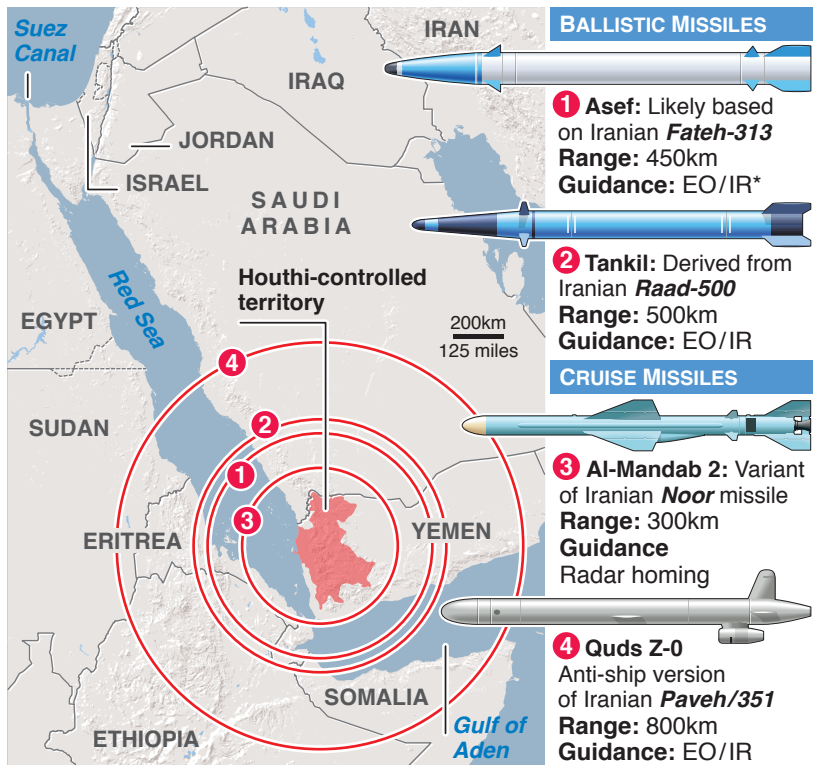 Suez
Canal
IRAN
IRAQ
JORDAN
ISRAEL
SAUDI
ARABIA
Red Sea
Houthi-controlled
territory
EGYPT
200km
125 miles
4
SUDAN
2
1
3
ERITREA
YEMEN
SOMALIA
Gulf of
Aden
ETHIOPIA
BALLISTIC MISSILES
1 Asef: Likely based
on Iranian Fateh-313
Range: 450km
Guidance: EO/IR*
2 Tankil: Derived from
Iranian Raad-500
Range: 500km
Guidance: EO/IR
CRUISE MISSILES
3 Al-Mandab 2: Variant
of Iranian Noor missile
Range: 300km
Guidance
Radar homing
4 Quds Z-0
Anti-ship version
of Iranian Paveh/351
Range: 800km
Guidance: EO/IR